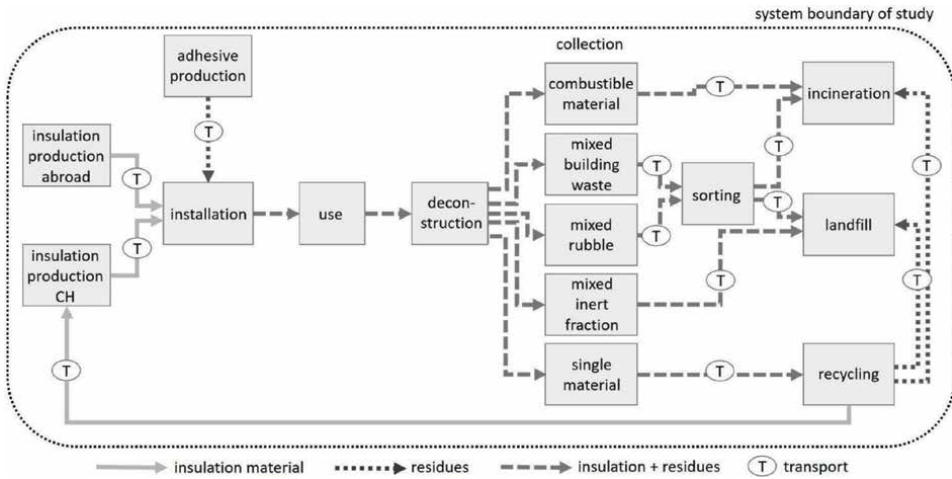 system boundary of study
collection
adhesive
production
combustible
material
T
incineration
T
T
insulation
production
abroad
T
mixed
building
waste
T
T
sorting
T
installation
use
decon-
struction
landfill
T
insulation
production
CH
mixed
rubble
T
T
T
mixed
inert
fraction
T
single
material
T
recycling
insulation material
residues
insulation + residues
T
transport